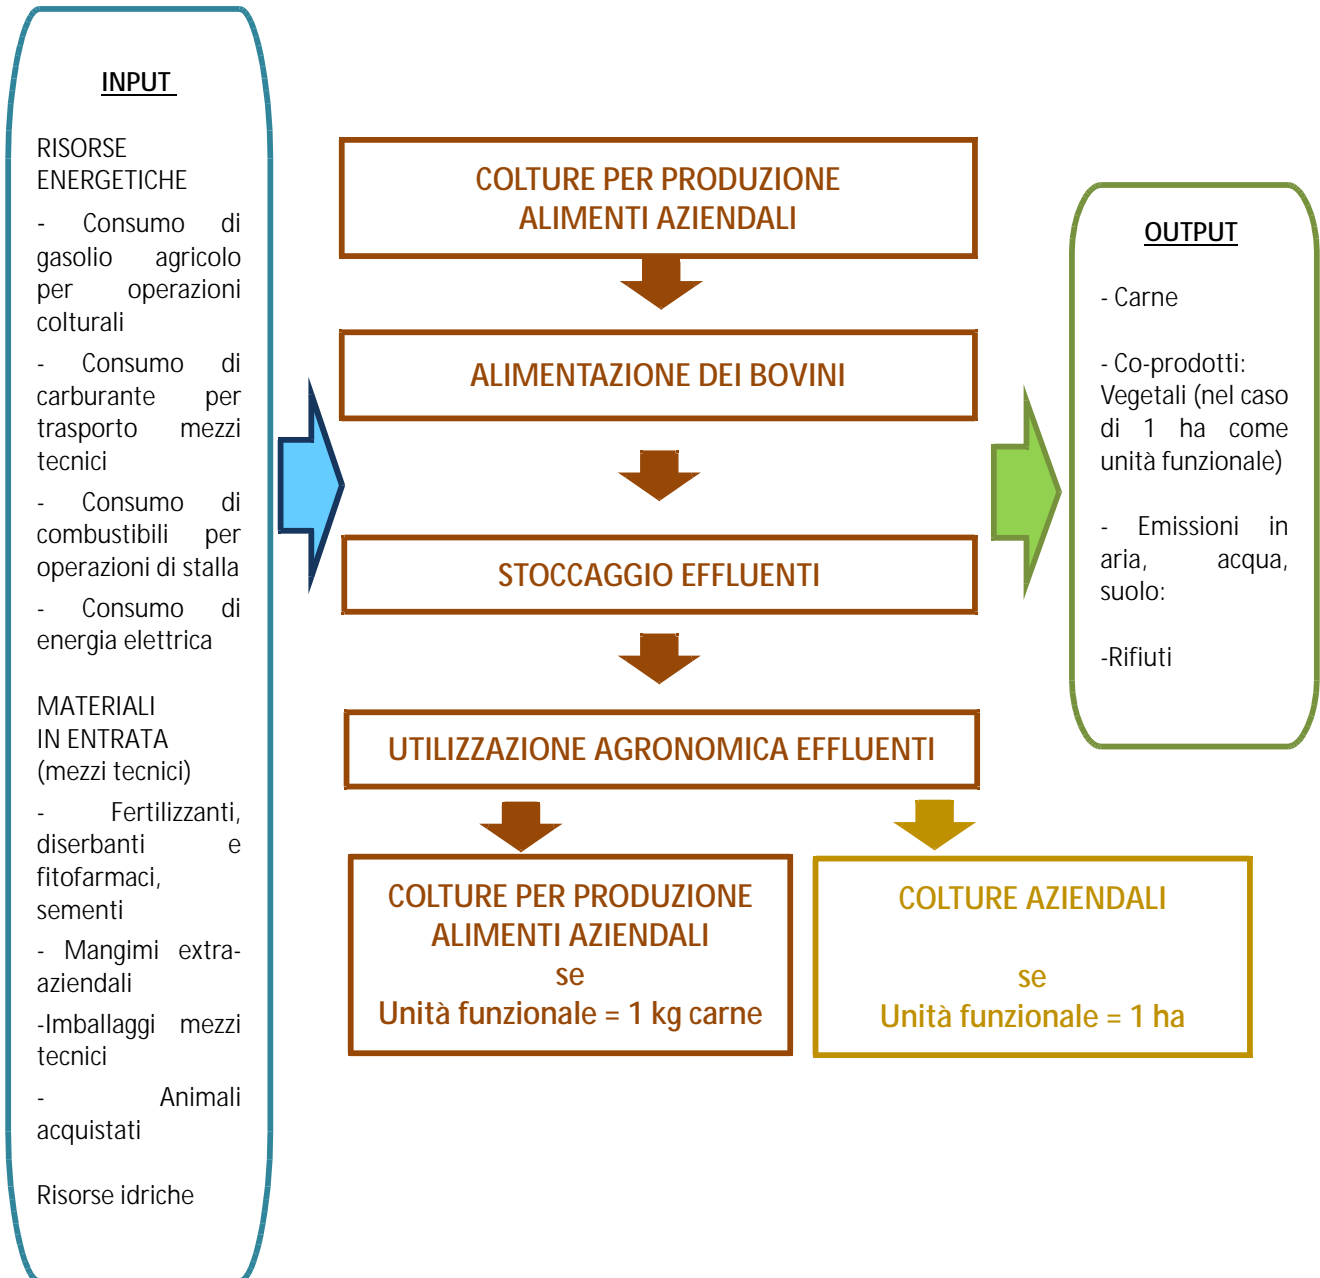 INPUT
RISORSE
ENERGETICHE
- Consumo di
gasolio agricolo
per operazioni
colturali
- Consumo di
carburante per
trasporto mezzi
tecnici
- Consumo di
combustibili per
operazioni di stalla
- Consumo di
energia elettrica
MATERIALI
IN ENTRATA
(mezzi tecnici)
- Fertilizzanti,
diserbanti e
fitofarmaci,
sementi
- Mangimi extra-
aziendali
-Imballaggi mezzi
tecnici
- Animali
acquistati
Risorse idriche
COLTURE PER PRODUZIONE
ALIMENTI AZIENDALI
ALIMENTAZIONE DEI BOVINI
STOCCAGGIO EFFLUENTI
UTILIZZAZIONE AGRONOMICA EFFLUENTI
COLTURE PER PRODUZIONE
ALIMENTI AZIENDALI
se
Unità funzionale = 1 kg carne
COLTURE AZIENDALI
se
Unità funzionale = 1 ha
OUTPUT
- Carne
- Co-prodotti:
Vegetali (nel caso
di 1 ha come
unità funzionale)
- Emissioni in
aria, acqua,
suolo:
-Rifiuti